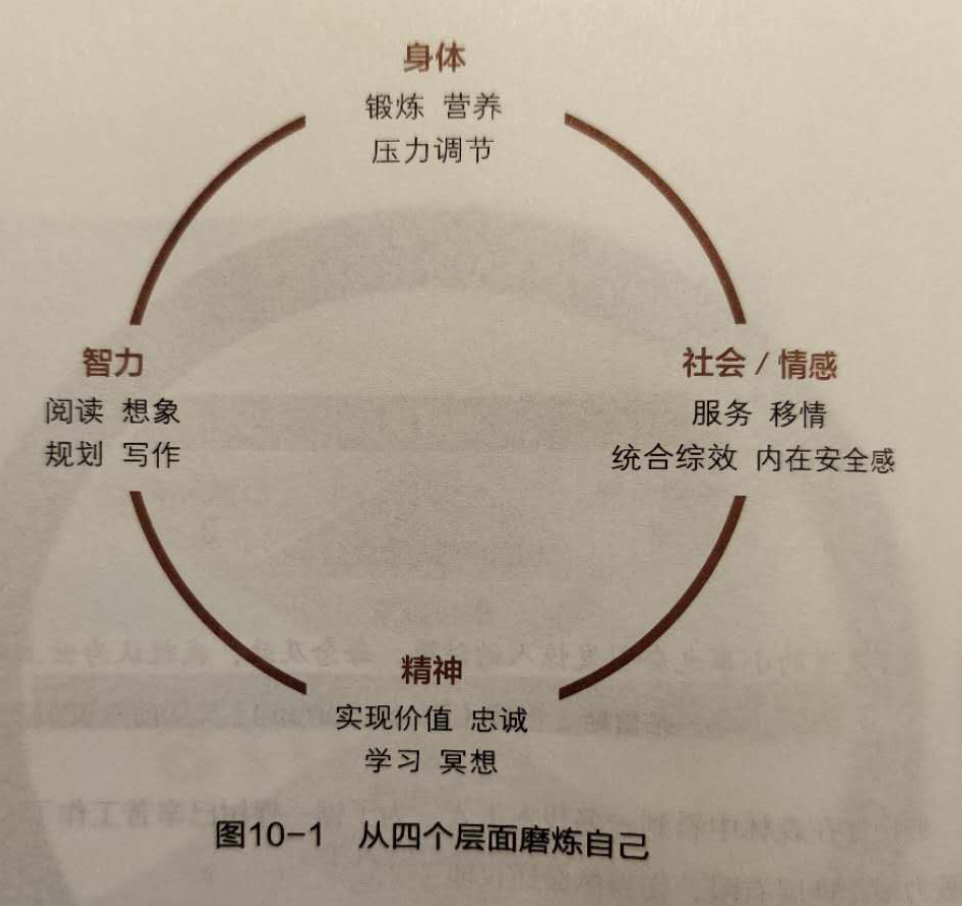 身体
锻炼 营养
压力调节
智力
阅读 想象
规划 写作
社会 / 情感
服务 移情
统合综效 内在安全感
精神
实现价值 忠诚
学习 冥想
图10-1 从四个层面磨炼自己